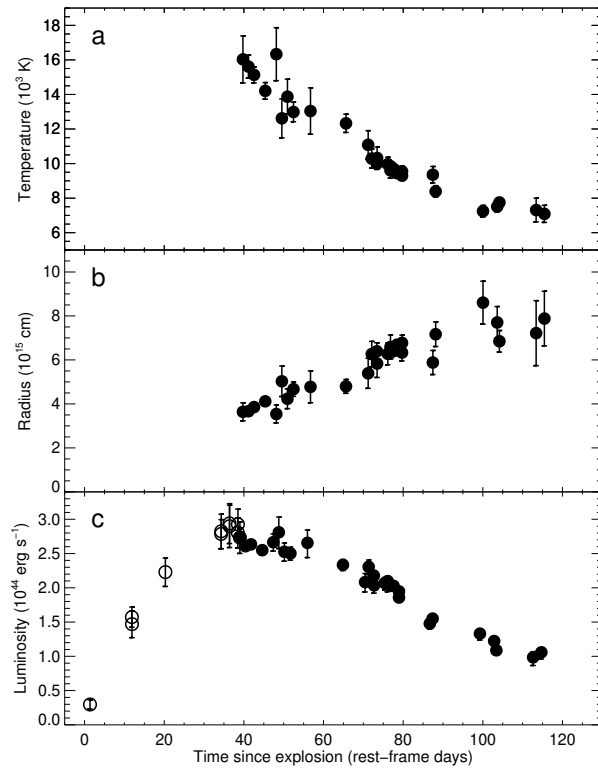 a
18
16
14
12
10
8
6
Temperature (10³ K)
b
10
8
6
4
2
0
Radius (10¹⁵ cm)
c
3.0
2.5
2.0
1.5
1.0
0.5
0.0
Luminosity (10⁴⁴ erg s⁻¹)
0 20 40 60 80 100 120
Time since explosion (rest−frame days)